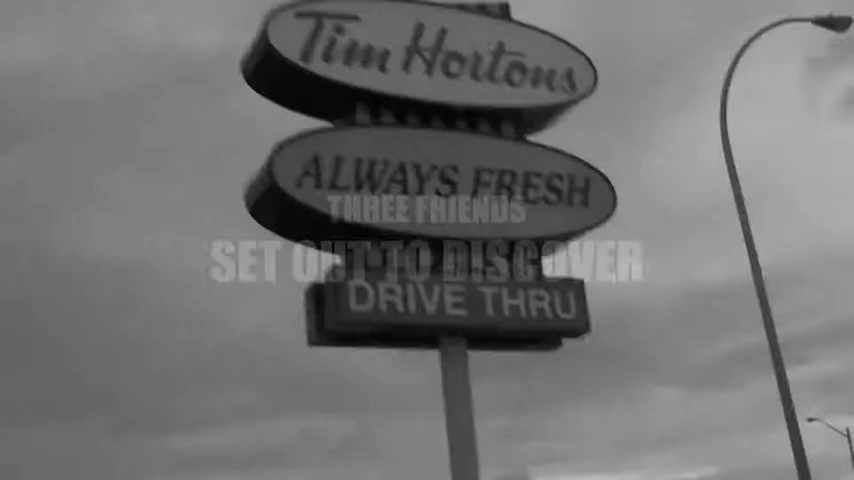 Tim Hortons
ALWAYS FRESH
THREE FRIENDS
SET OUT TO DISCOVER
DRIVE THRU